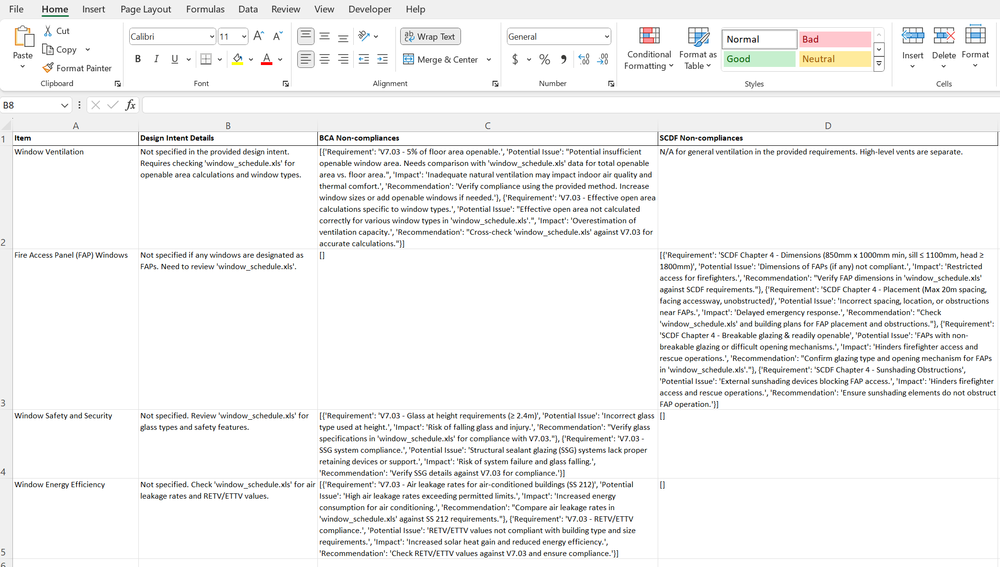 File Home Insert Page Layout Formulas Data Review View Developer Help
Paste
Cut
Copy
Format Painter
Clipboard
Calibri 11 A A
B I U A
Font
ab Wrap Text
Merge & Center
Alignment
General
$ % 9 .00 .00
Number
Conditional Formatting
Format as Table
Normal Bad
Good Neutral
Styles
Insert Delete Format
Cells
B8 fx
A B C D
1 Item Design Intent Details BCA Non-compliances SCDF Non-compliances
2
Window Ventilation
Not specified in the provided design intent.
Requires checking 'window_schedule.xls' for
openable area calculations and window types.
[{'Requirement': 'V7.03 - 5% of floor area openable.', 'Potential Issue': "Potential insufficient
openable window area. Needs comparison with 'window_schedule.xls' data for total openable
area vs. floor area.", 'Impact': 'Inadequate natural ventilation may impact indoor air quality and
thermal comfort.', 'Recommendation': 'Verify compliance using the provided method. Increase
window sizes or add openable windows if needed.'}, {'Requirement': 'V7.03 - Effective open area
calculations specific to window types.', 'Potential Issue': "Effective open area not calculated
correctly for various window types in 'window_schedule.xls'.", 'Impact': 'Overestimation of
ventilation capacity.', 'Recommendation': "Cross-check 'window_schedule.xls' against V7.03 for
accurate calculations."}]
N/A for general ventilation in the provided requirements. High-level vents are separate.
3
Fire Access Panel (FAP) Windows
Not specified if any windows are designated as
FAPs. Need to review 'window_schedule.xls'.
[]
[{'Requirement': 'SCDF Chapter 4 - Dimensions (850mm x 1000mm min, sill ≤ 1100mm, head ≥
1800mm)', 'Potential Issue': 'Dimensions of FAPs (if any) not compliant.', 'Impact': 'Restricted
access for firefighters.', 'Recommendation': "Verify FAP dimensions in 'window_schedule.xls'
against SCDF requirements."}, {'Requirement': 'SCDF Chapter 4 - Placement (Max 20m spacing,
facing accessway, unobstructed)', 'Potential Issue': 'Incorrect spacing, location, or obstructions
near FAPs.', 'Impact': 'Delayed emergency response.', 'Recommendation': "Check
'window_schedule.xls' and building plans for FAP placement and obstructions."}, {'Requirement':
'SCDF Chapter 4 - Breakable glazing & readily openable', 'Potential Issue': 'FAPs with non-
breakable glazing or difficult opening mechanisms.', 'Impact': 'Hinders firefighter access and
rescue operations.', 'Recommendation': "Confirm glazing type and opening mechanism for FAPs
in 'window_schedule.xls'."}, {'Requirement': 'SCDF Chapter 4 - Sunshading Obstructions',
'Potential Issue': 'External sunshading devices blocking FAP access.', 'Impact': 'Hinders firefighter
access and rescue operations.', 'Recommendation': 'Ensure sunshading elements do not obstruct
FAP operation.'}]
4
Window Safety and Security
Not specified. Review 'window_schedule.xls' for
glass types and safety features.
[{'Requirement': 'V7.03 - Glass at height requirements (≥ 2.4m)', 'Potential Issue': 'Incorrect glass
type used at height.', 'Impact': 'Risk of falling glass and injury.', 'Recommendation': "Verify glass
specifications in 'window_schedule.xls' for compliance with V7.03."}, {'Requirement': 'V7.03 -
SSG system compliance.', 'Potential Issue': 'Structural sealant glazing (SSG) systems lack proper
retaining devices or support.', 'Impact': 'Risk of system failure and glass falling.',
'Recommendation': 'Verify SSG details against V7.03 for compliance.'}]
[]
5
Window Energy Efficiency
Not specified. Check 'window_schedule.xls' for air
leakage rates and RETV/ETTV values.
[{'Requirement': 'V7.03 - Air leakage rates for air-conditioned buildings (SS 212)', 'Potential
Issue': 'High air leakage rates exceeding permitted limits.', 'Impact': 'Increased energy
consumption for air conditioning.', 'Recommendation': "Compare air leakage rates in
'window_schedule.xls' against SS 212 requirements."}, {'Requirement': 'V7.03 - RETV/ETTV
compliance.', 'Potential Issue': 'RETV/ETTV values not compliant with building type and size
requirements.', 'Impact': 'Increased solar heat gain and reduced energy efficiency.',
'Recommendation': 'Check RETV/ETTV values against V7.03 and ensure compliance.'}]
[]
6